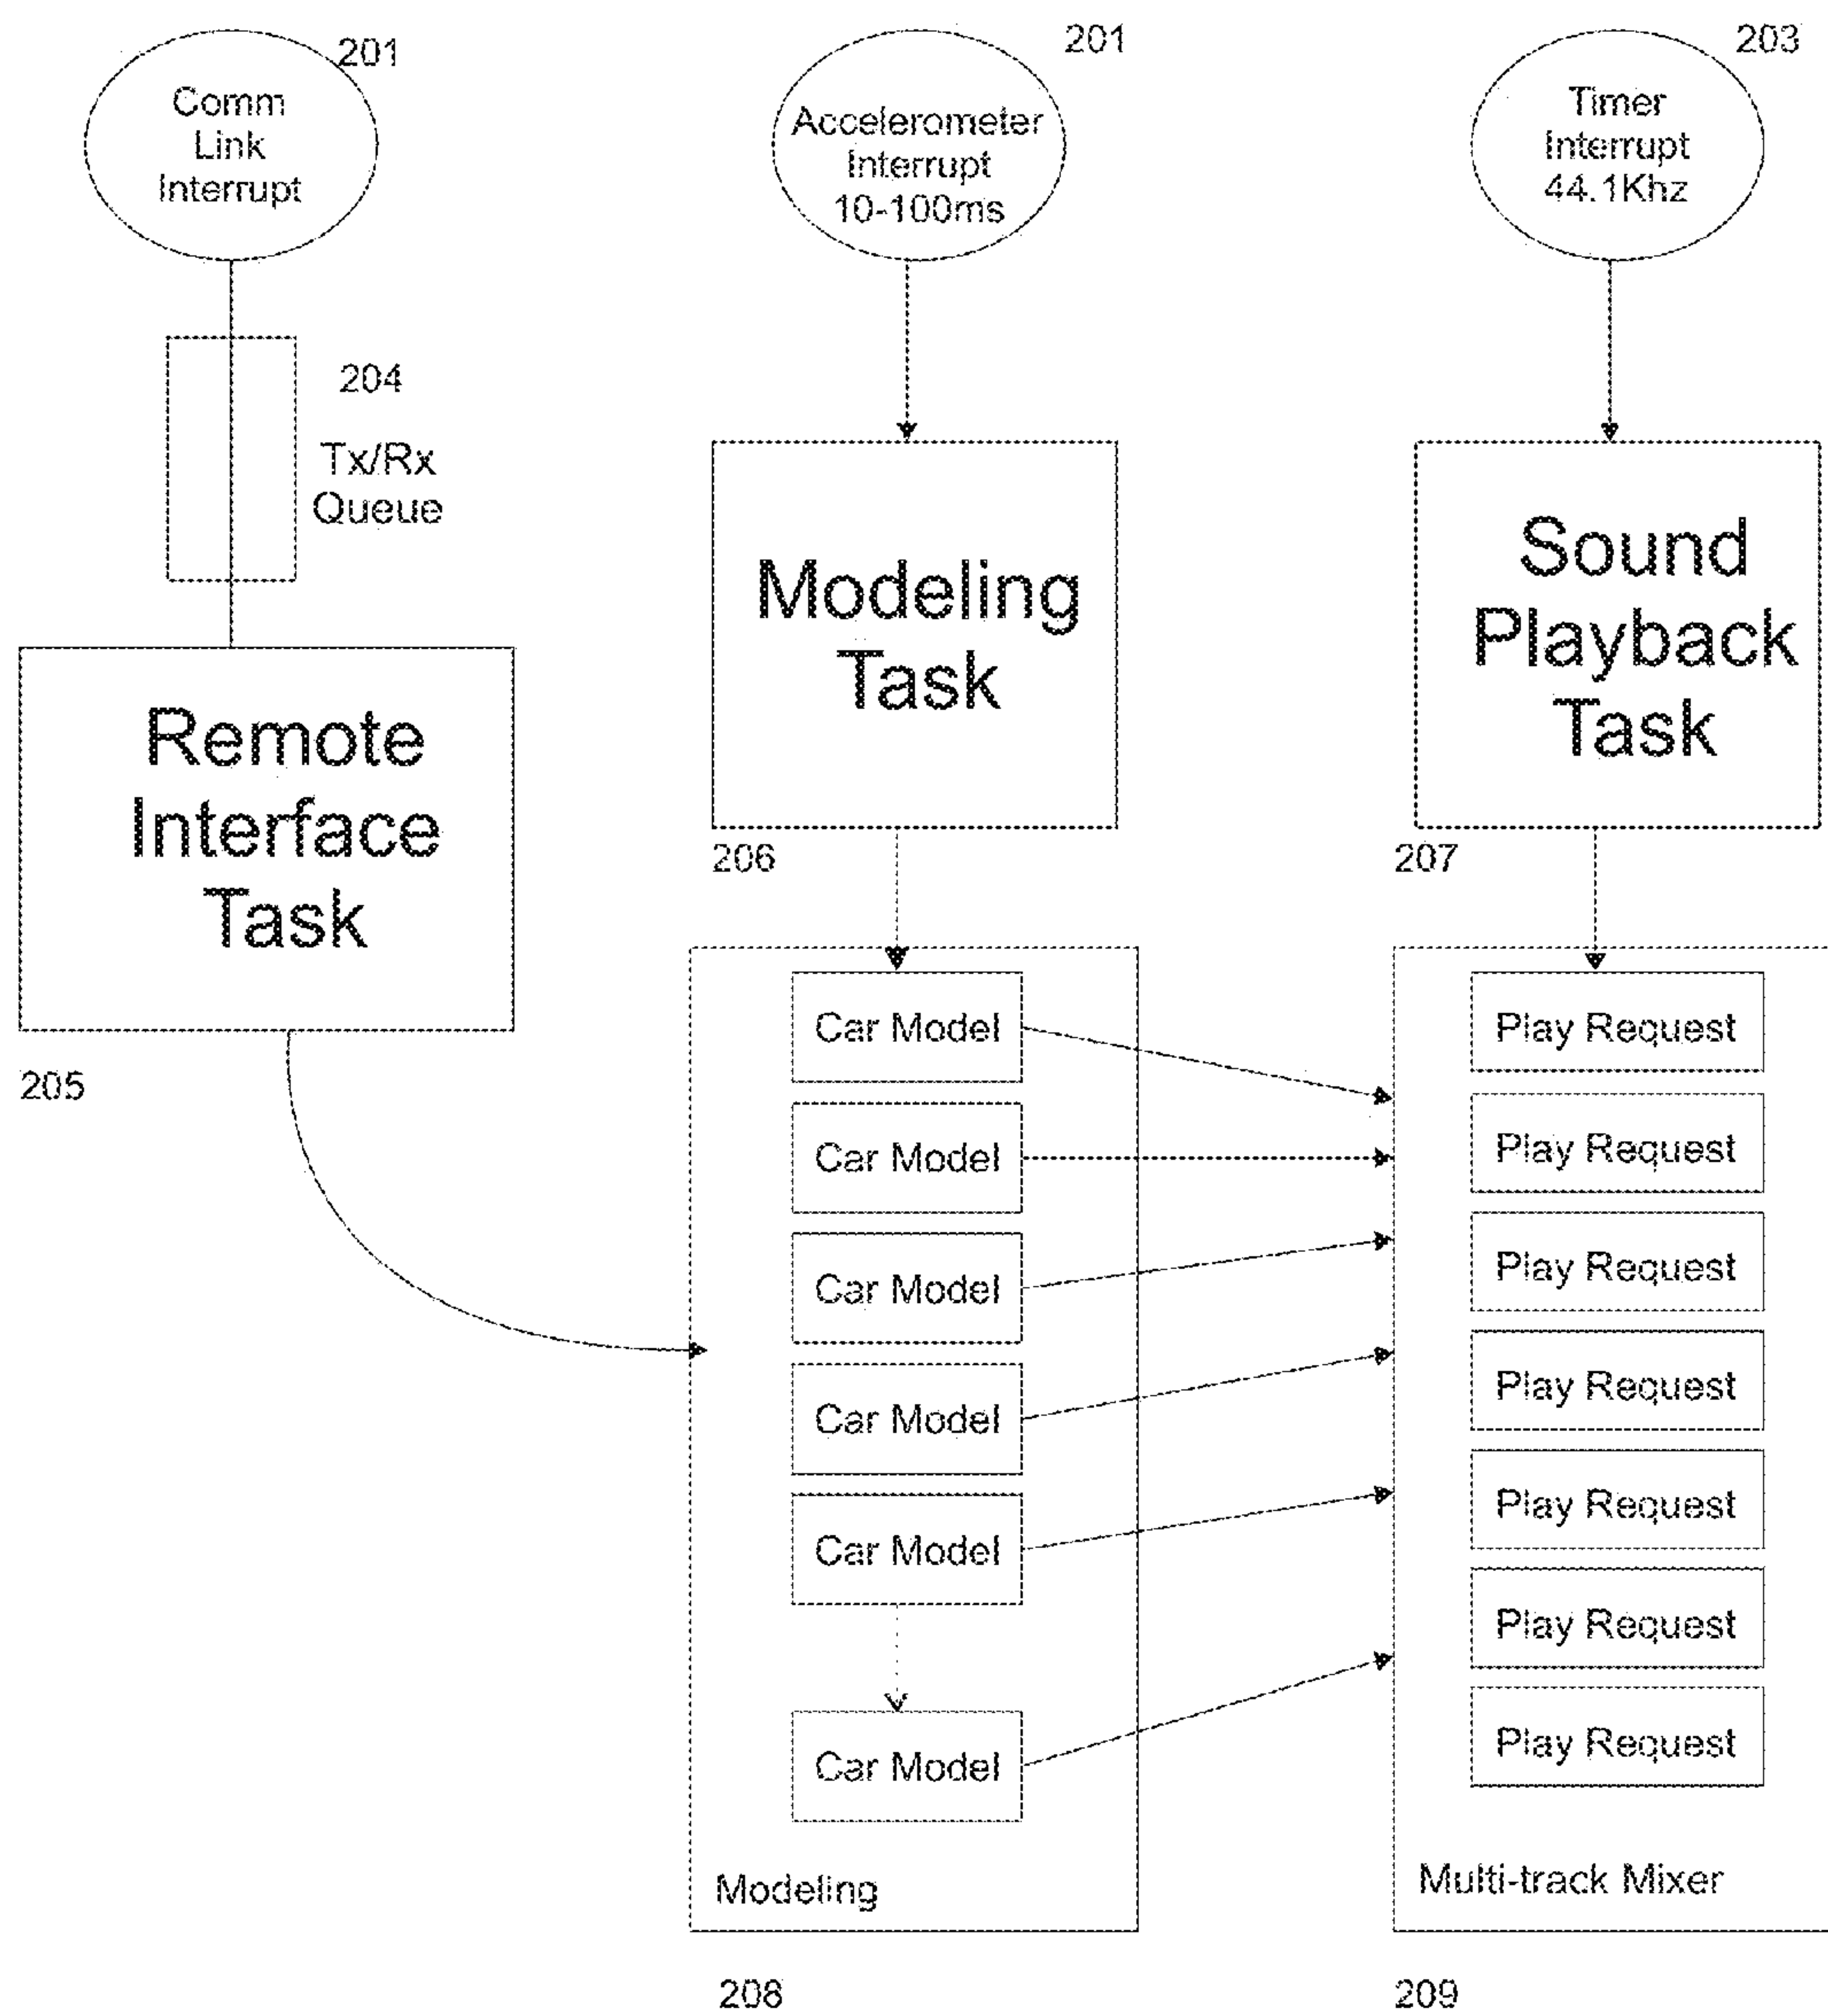 201
Comm
Link
Interrupt
201
Accelerometer
Interrupt
10-100ms
203
Timer
Interrupt
44.1Khz
204
Tx/Rx
Queue
Remote
Interface
Task
205
Modeling
Task
206
Sound
Playback
Task
207
Car Model
Car Model
Car Model
Car Model
Car Model
Car Model
Modeling
208
Play Request
Play Request
Play Request
Play Request
Play Request
Play Request
Play Request
Multi-track Mixer
209